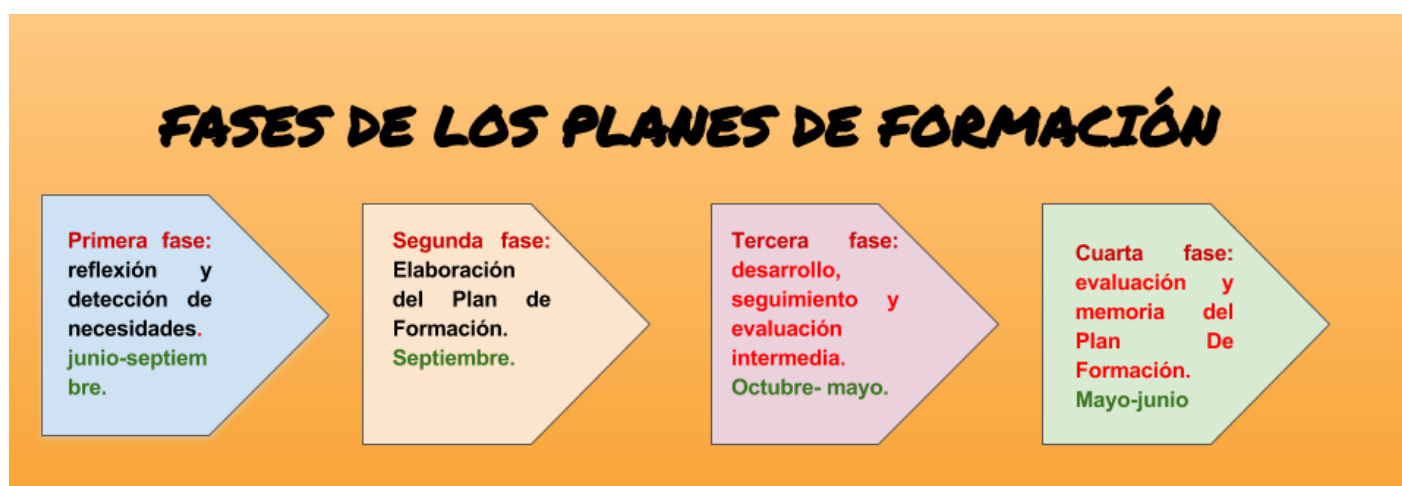 FASES DE LOS PLANES DE FORMACIÓN
Primera fase:
reflexión y
detección de
necesidades.
junio-septiem
bre.
Segunda fase:
Elaboración
del Plan de
Formación.
Septiembre.
Tercera fase:
desarrollo,
seguimiento y
evaluación
intermedia.
Octubre- mayo.
Cuarta fase:
evaluación y
memoria del
Plan De
Formación.
Mayo-junio